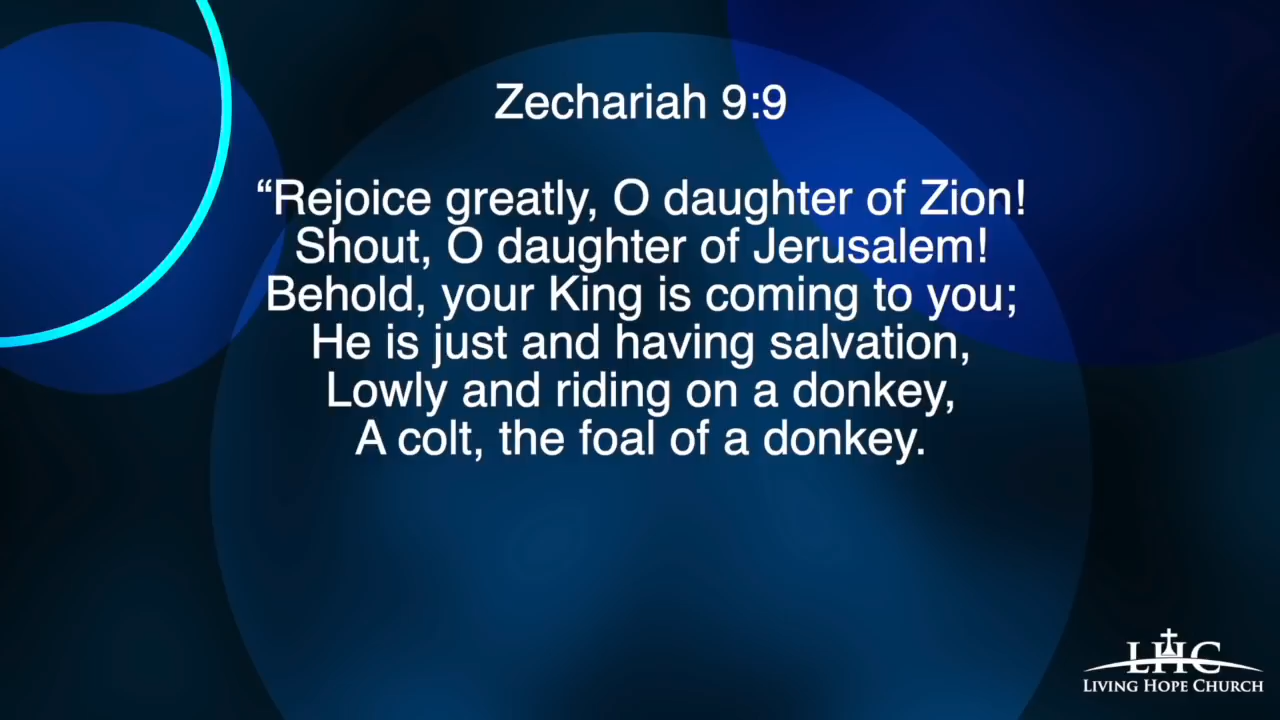 Zechariah 9:9
“Rejoice greatly, O daughter of Zion!
Shout, O daughter of Jerusalem!
Behold, your King is coming to you;
He is just and having salvation,
Lowly and riding on a donkey,
A colt, the foal of a donkey.
LHC
LIVING HOPE CHURCH